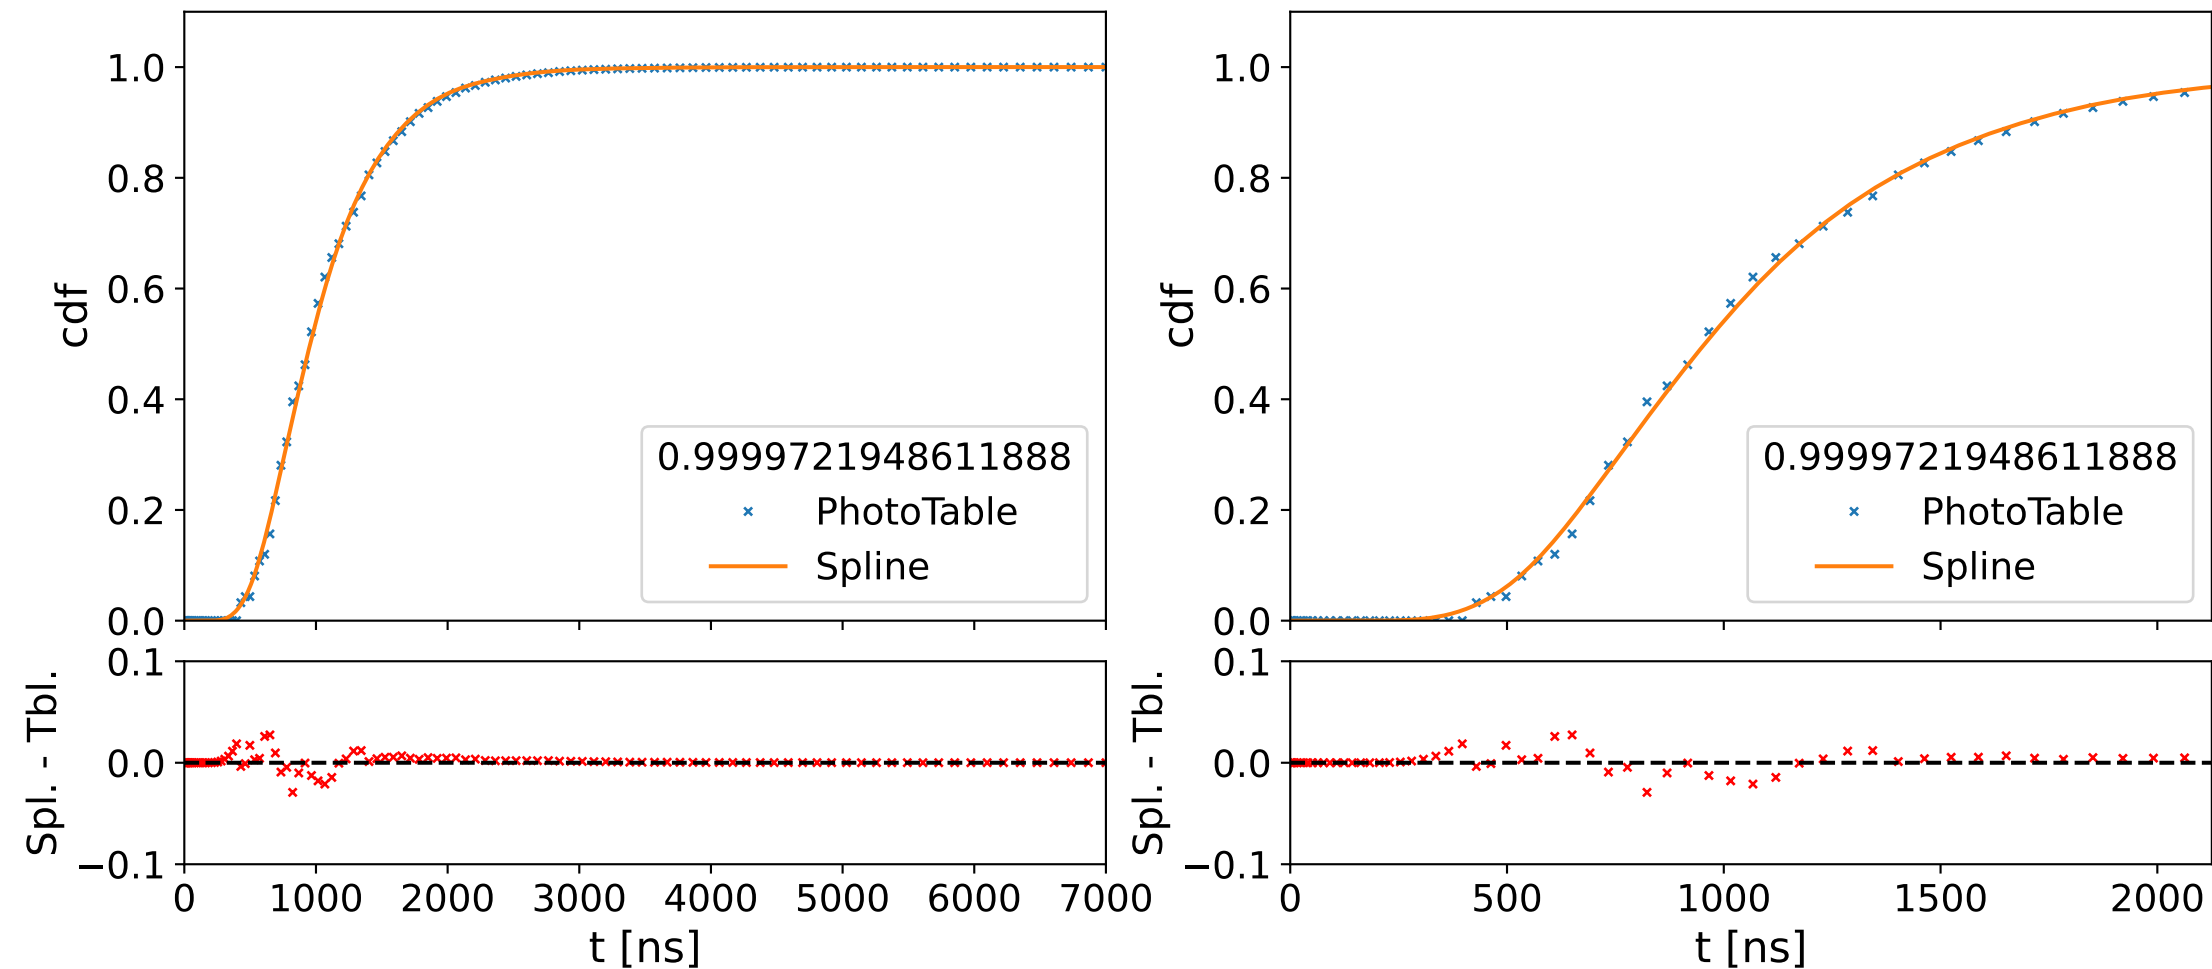 1.0
0.8
0.6
0.4
0.2
0.0
cdf
0.9999721948611888
PhotoTable
Spline
0.1
0.0
−0.1
Spl. - Tbl.
0 1000 2000 3000 4000 5000 6000 7000
t [ns]
1.0
0.8
0.6
0.4
0.2
0.0
cdf
0.9999721948611888
PhotoTable
Spline
0.1
0.0
−0.1
Spl. - Tbl.
0 500 1000 1500 2000
t [ns]